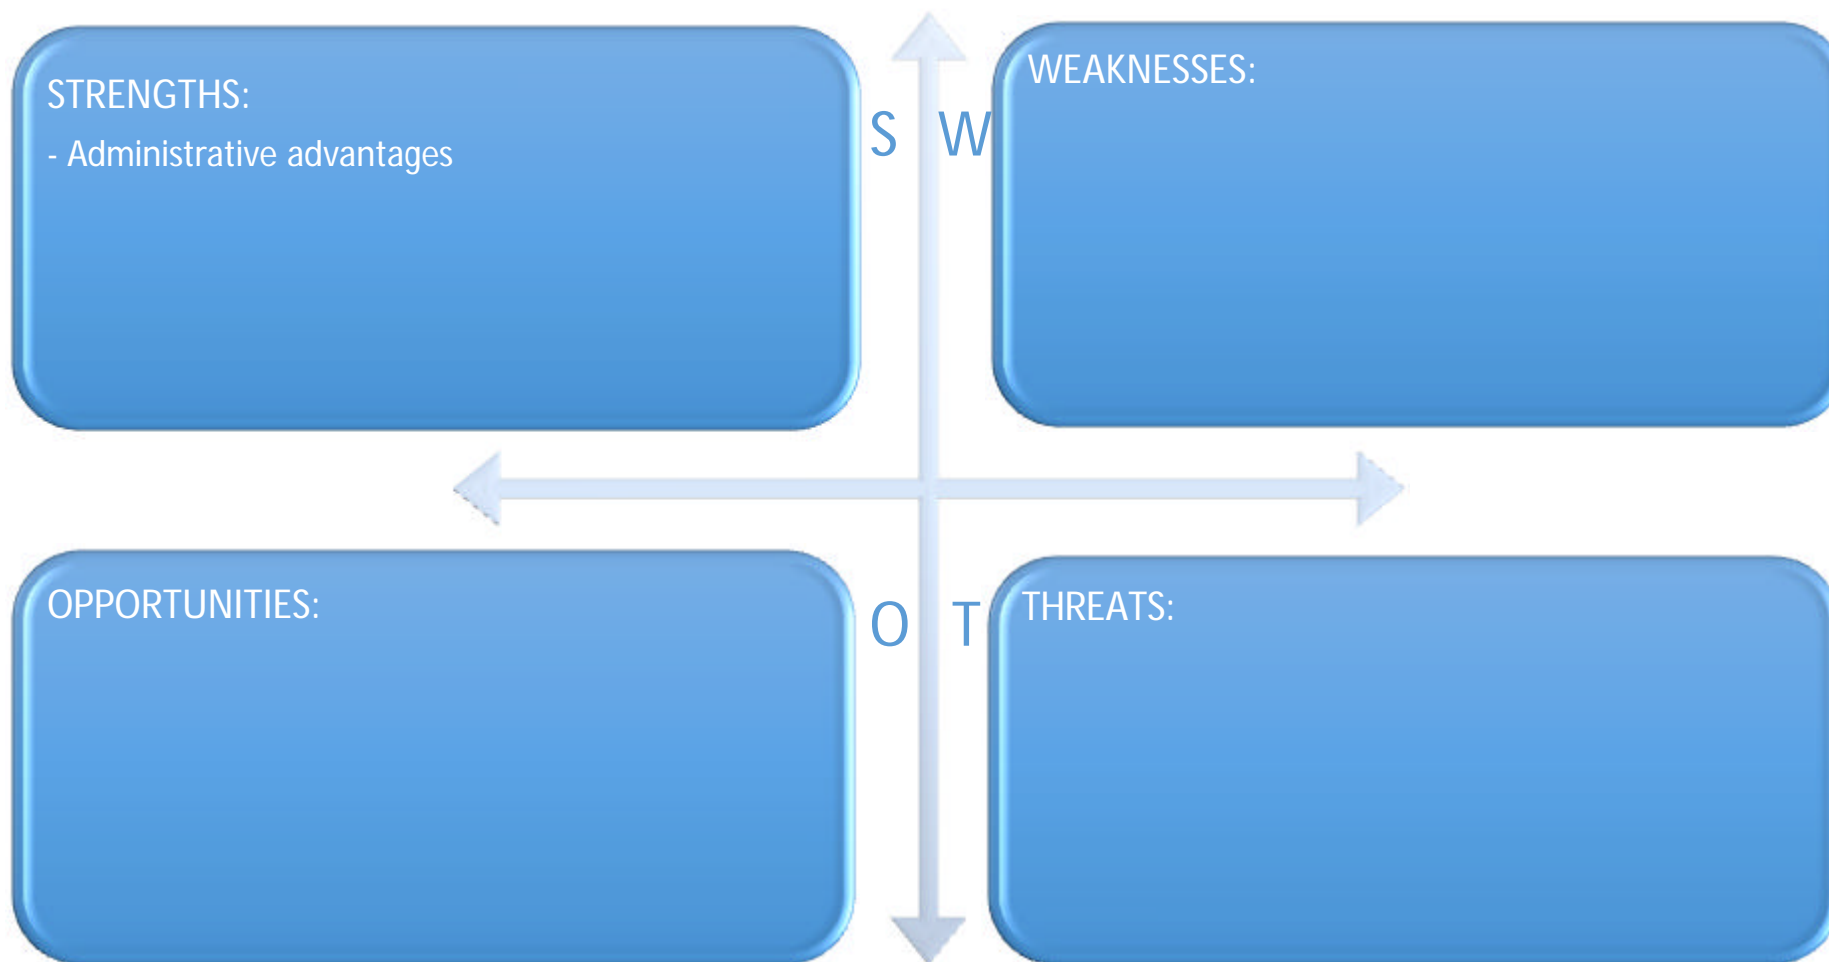 STRENGTHS:
- Administrative advantages
S W
WEAKNESSES:
OPPORTUNITIES:
O T
THREATS: